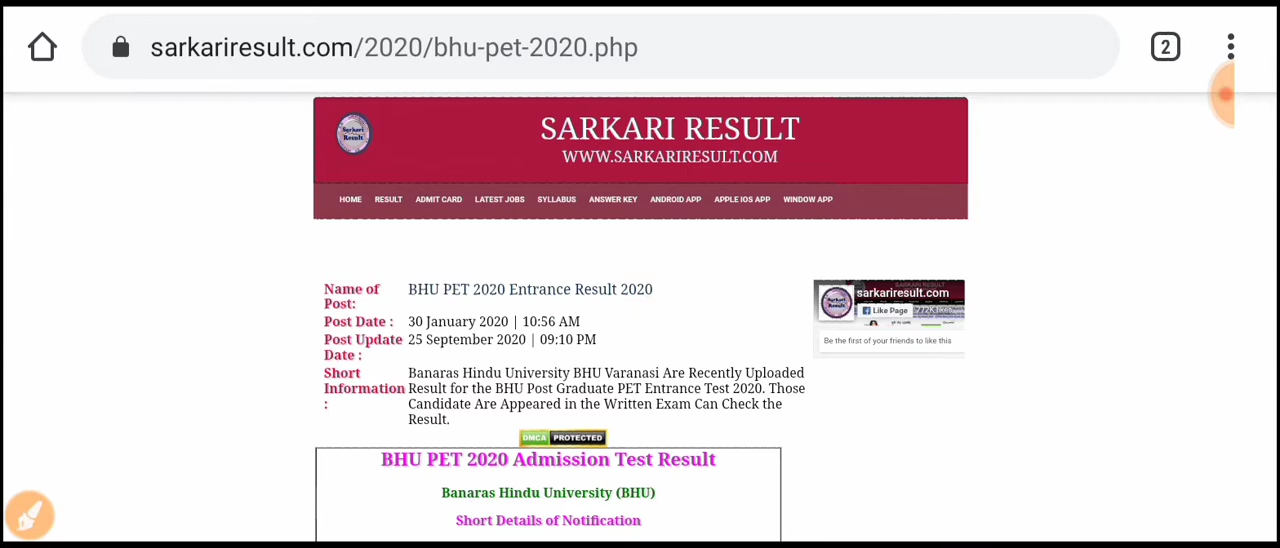 sarkariresult.com/2020/bhu-pet-2020.php
2
Sarkari
Result
SARKARI RESULT
WWW.SARKARIRESULT.COM
HOME RESULT ADMIT CARD LATEST JOBS SYLLABUS ANSWER KEY ANDROID APP APPLE IOS APP WINDOW APP
Name of Post: BHU PET 2020 Entrance Result 2020
Post Date : 30 January 2020 | 10:56 AM
Post Update Date : 25 September 2020 | 09:10 PM
Short Information : Banaras Hindu University BHU Varanasi Are Recently Uploaded
Result for the BHU Post Graduate PET Entrance Test 2020. Those
Candidate Are Appeared in the Written Exam Can Check the
Result.
SARKARI RESULT
sarkariresult.com
Like Page
Be the first of your friends to like this
DMCA PROTECTED
BHU PET 2020 Admission Test Result
Banaras Hindu University (BHU)
Short Details of Notification